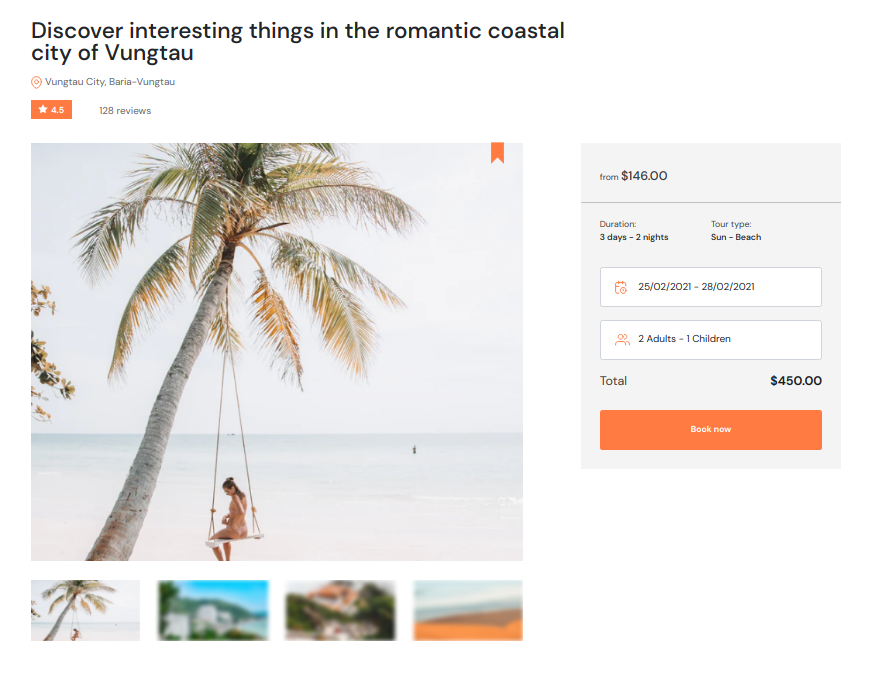 Discover interesting things in the romantic coastal
city of Vungtau
Vungtau City, Baria-Vungtau
4.5
128 reviews
from $146.00
Duration:
3 days - 2 nights
Tour type:
Sun - Beach
25/02/2021 - 28/02/2021
2 Adults - 1 Children
Total
$450.00
Book now